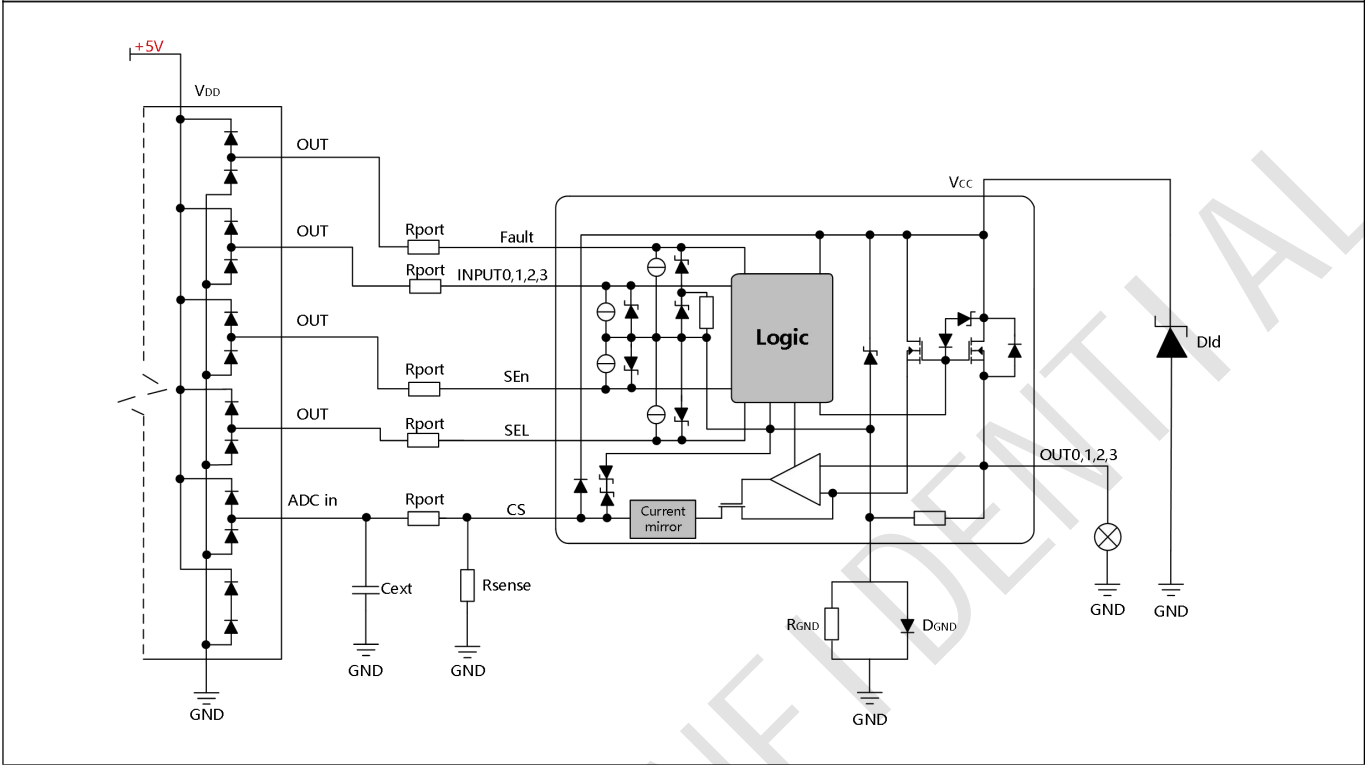 +5V
VDD
OUT
VCC
OUT
Rport
Fault
Rport
INPUT0,1,2,3
OUT
Logic
Dld
Rport
SEn
OUT
Rport
SEL
OUT0,1,2,3
ADC in
Rport
CS
Current
mirror
Cext
Rsense
GND
GND
RGND
DGND
GND
GND
GND
GND
NFIDENTIAL